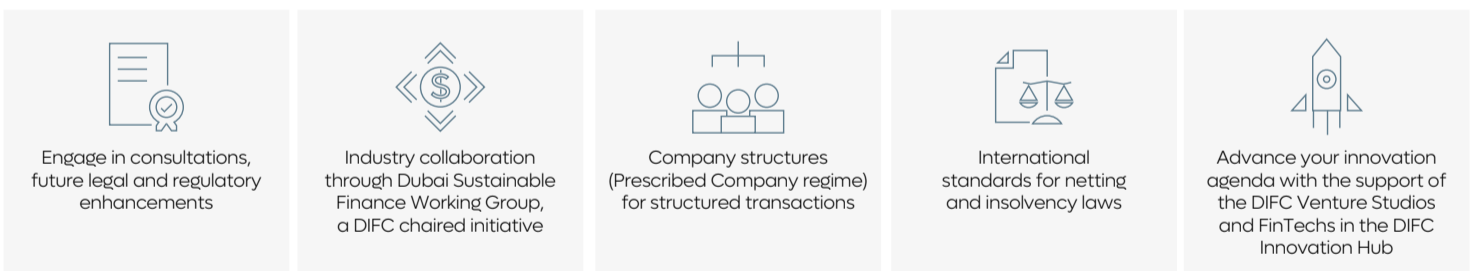 Engage in consultations,
future legal and regulatory
enhancements
Industry collaboration
through Dubai Sustainable
Finance Working Group,
a DIFC chaired initiative
Company structures
(Prescribed Company regime)
for structured transactions
International
standards for netting
and insolvency laws
Advance your innovation
agenda with the support of
the DIFC Venture Studios
and FinTechs in the DIFC
Innovation Hub